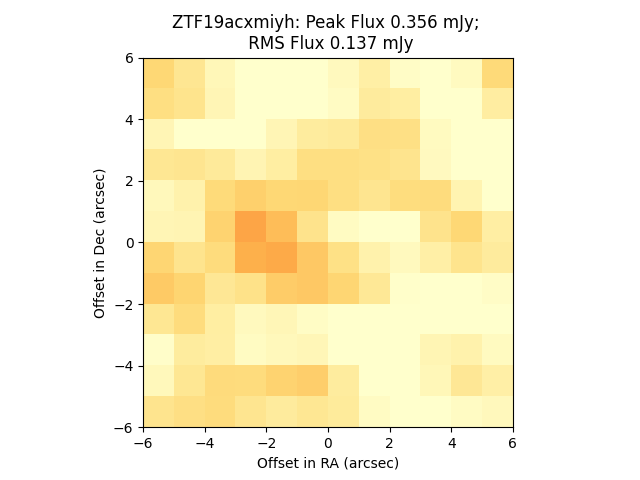 ZTF19acxmiyh: Peak Flux 0.356 mJy;
RMS Flux 0.137 mJy
6
4
2
0
−2
−4
−6
Offset in Dec (arcsec)
−6 −4 −2 0 2 4 6
Offset in RA (arcsec)